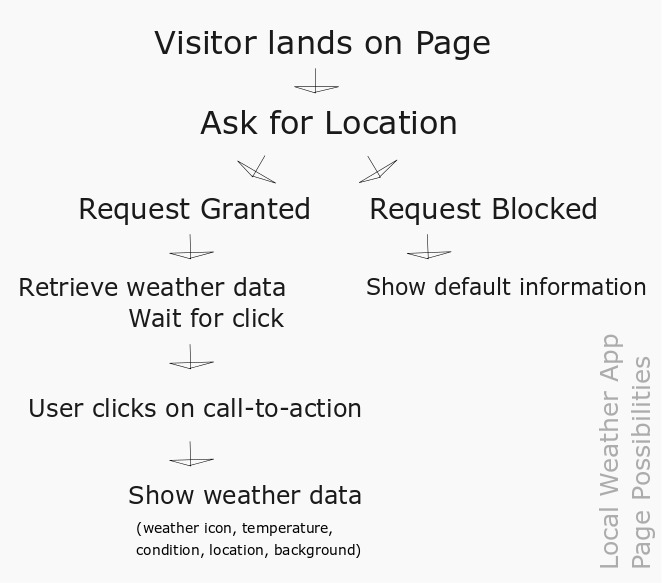 Visitor lands on Page
Ask for Location
Request Granted
Request Blocked
Retrieve weather data
Wait for click
Show default information
User clicks on call-to-action
Show weather data
(weather icon, temperature,
condition, location, background)
Local Weather App
Page Possibilities